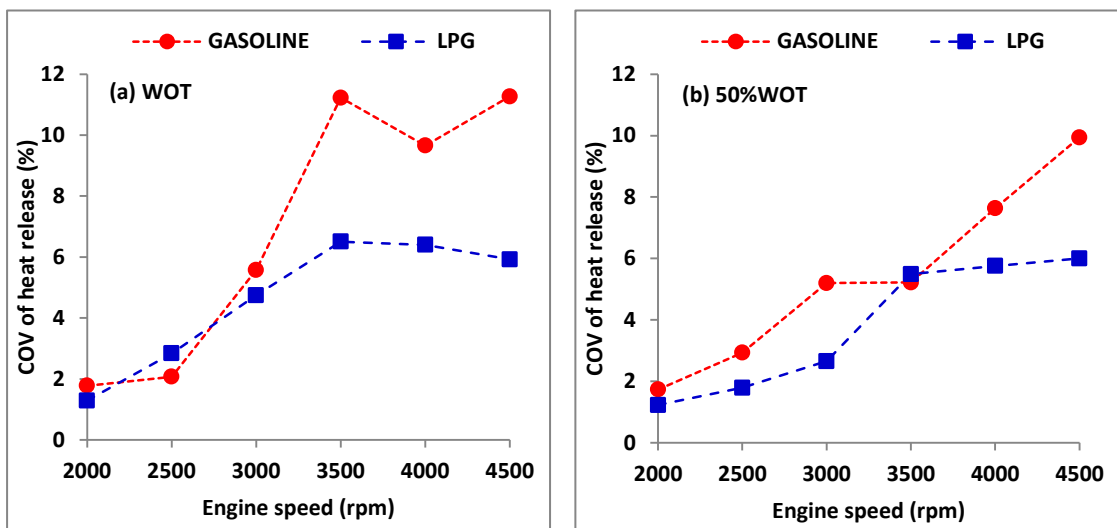 GASOLINE LPG
(a) WOT
COV of heat release (%)
12
10
8
6
4
2
0
2000 2500 3000 3500 4000 4500
Engine speed (rpm)
GASOLINE LPG
(b) 50%WOT
COV of heat release (%)
12
10
8
6
4
2
0
2000 2500 3000 3500 4000 4500
Engine speed (rpm)